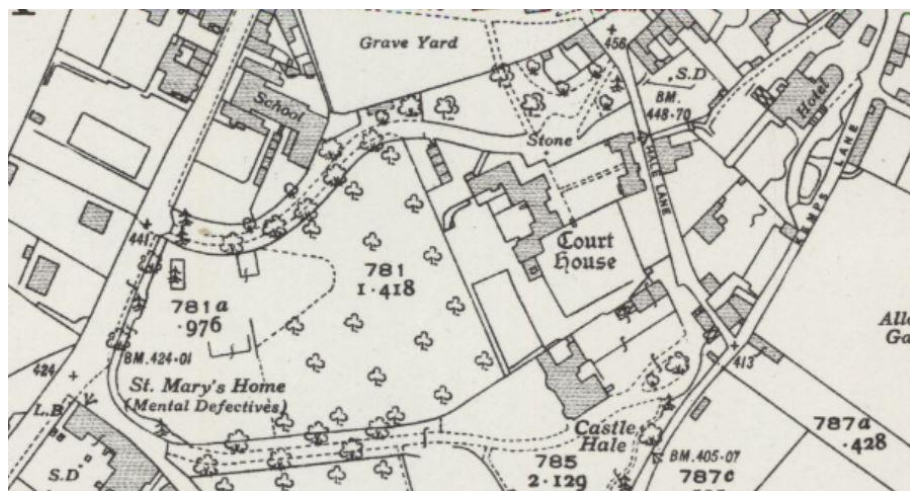 Grave Yard
456
S.D
BM.
448·70
Hotel
School
Stone
HALE LANE
KEMPS LANE
441
Court
House
781
1·418
781a
·976
BM. 424·01
St. Mary's Home
(Mental Defectives)
424
L.B
413
Castle
Hale
787a
·428
S.D
785
2·129
BM. 405·07
787c